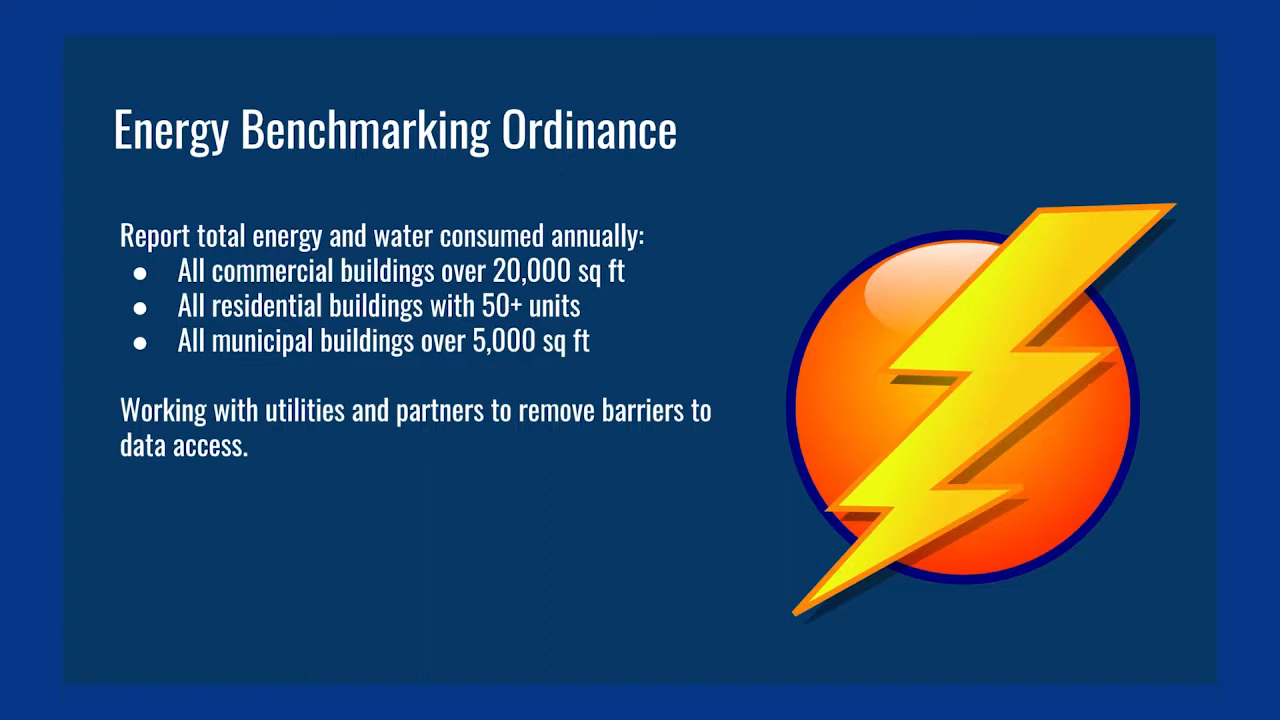 Energy Benchmarking Ordinance
Report total energy and water consumed annually:
● All commercial buildings over 20,000 sq ft
● All residential buildings with 50+ units
● All municipal buildings over 5,000 sq ft
Working with utilities and partners to remove barriers to
data access.